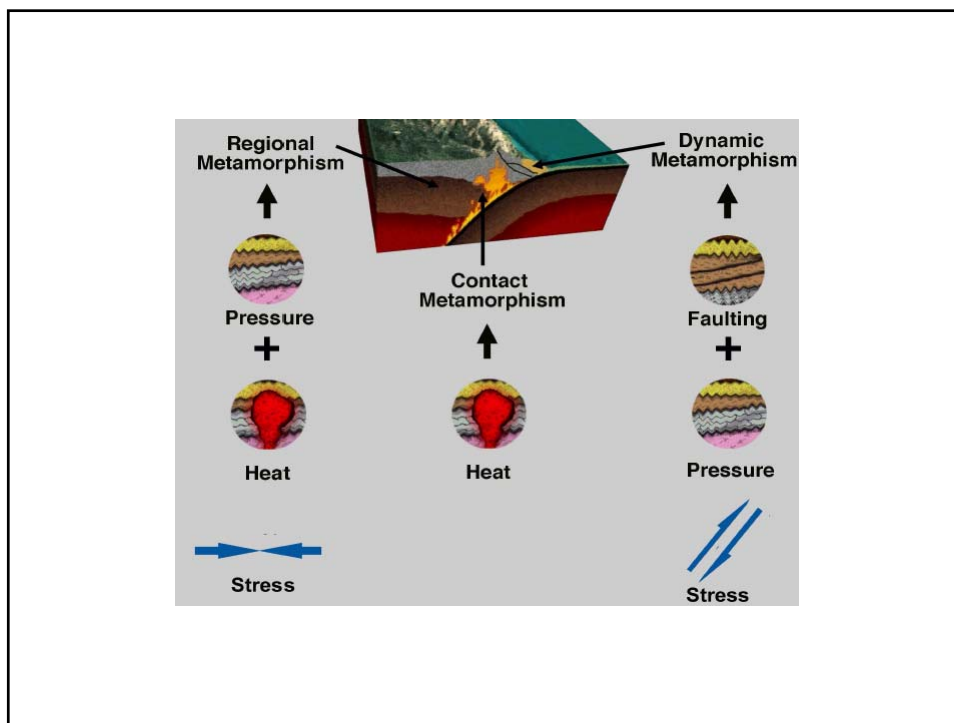 Regional
Metamorphism
Dynamic
Metamorphism
Contact
Metamorphism
Pressure
+
Heat
Stress
Heat
Faulting
+
Pressure
Stress